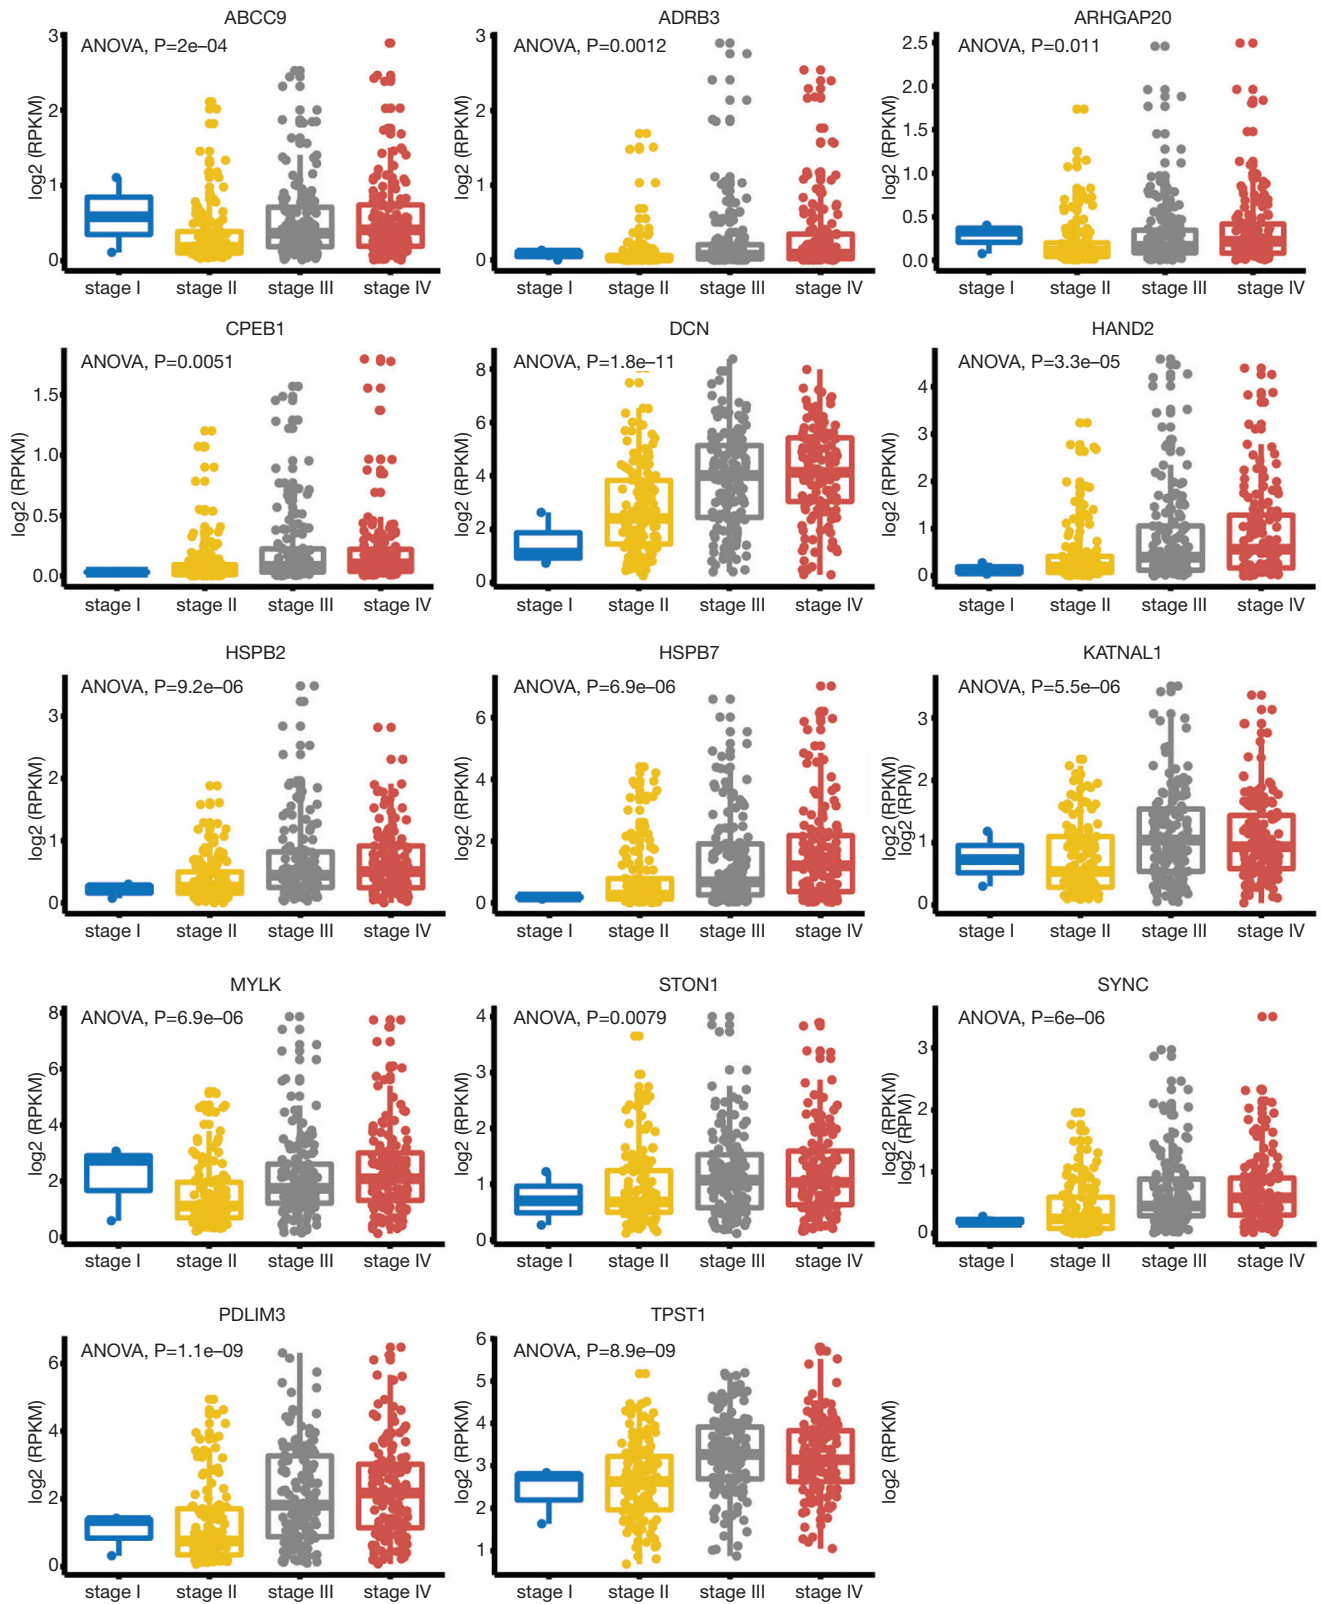 ABCC9 ADRB3 ARHGAP20
ANOVA, P=2e–04 ANOVA, P=0.0012 ANOVA, P=0.011
log2 (RPKM) log2 (RPKM) log2 (RPKM)
3 2 1 0
3 2 1 0
2.5 2.0 1.5 1.0 0.5 0.0
stage I stage II stage III stage IV stage I stage II stage III stage IV stage I stage II stage III stage IV
CPEB1 DCN HAND2
ANOVA, P=0.0051 ANOVA, P=1.8e–11 ANOVA, P=3.3e–05
log2 (RPKM) log2 (RPKM) log2 (RPKM)
1.5 1.0 0.5 0.0
8 6 4 2 0
4 3 2 1 0
stage I stage II stage III stage IV stage I stage II stage III stage IV stage I stage II stage III stage IV
HSPB2 HSPB7 KATNAL1
ANOVA, P=9.2e–06 ANOVA, P=6.9e–06 ANOVA, P=5.5e–06
log2 (RPKM) log2 (RPKM) log2 (RPKM) log2 (RPM)
3 2 1 0
6 4 2 0
3 2 1 0
stage I stage II stage III stage IV stage I stage II stage III stage IV stage I stage II stage III stage IV
MYLK STON1 SYNC
ANOVA, P=6.9e–06 ANOVA, P=0.0079 ANOVA, P=6e–06
log2 (RPKM) log2 (RPKM) log2 (RPKM) log2 (RPM)
8 6 4 2 0
4 3 2 1 0
3 2 1 0
stage I stage II stage III stage IV stage I stage II stage III stage IV stage I stage II stage III stage IV
PDLIM3 TPST1
ANOVA, P=1.1e–09 ANOVA, P=8.9e–09
log2 (RPKM) log2 (RPKM) log2 (RPKM)
6 4 2 0
6 5 4 3 2 1
stage I stage II stage III stage IV stage I stage II stage III stage IV